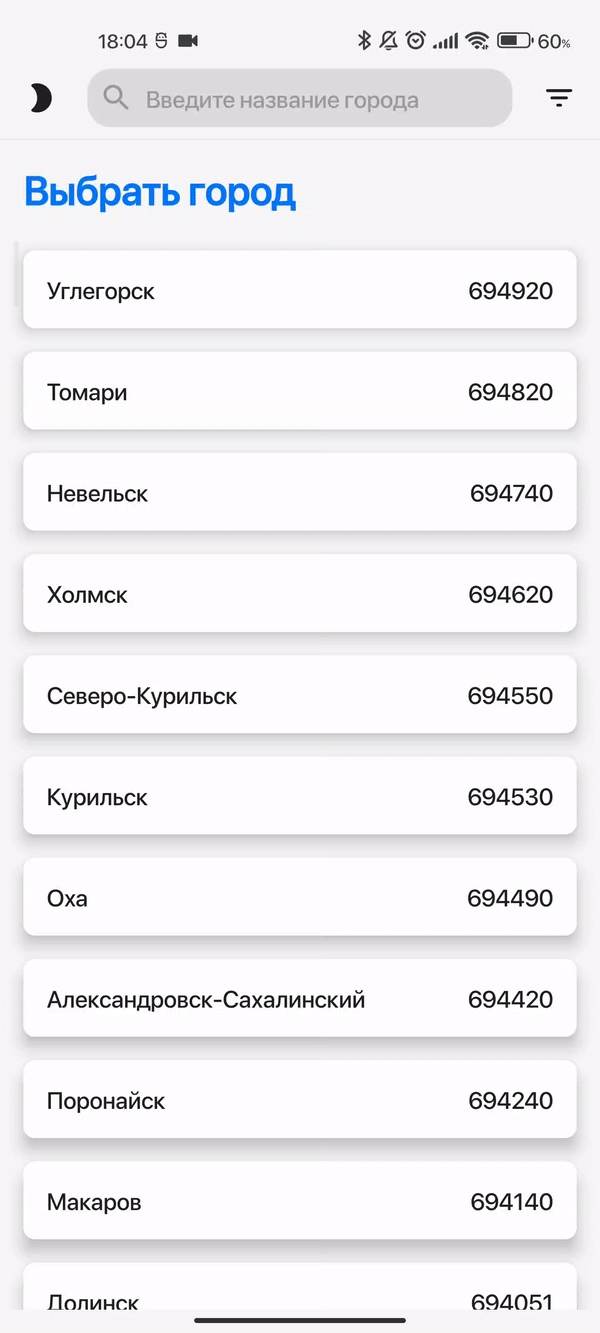 18:04 60%
Введите название города
Выбрать город
Углегорск 694920
Томари 694820
Невельск 694740
Холмск 694620
Северо-Курильск 694550
Курильск 694530
Оха 694490
Александровск-Сахалинский 694420
Поронайск 694240
Макаров 694140
Долинск 694051